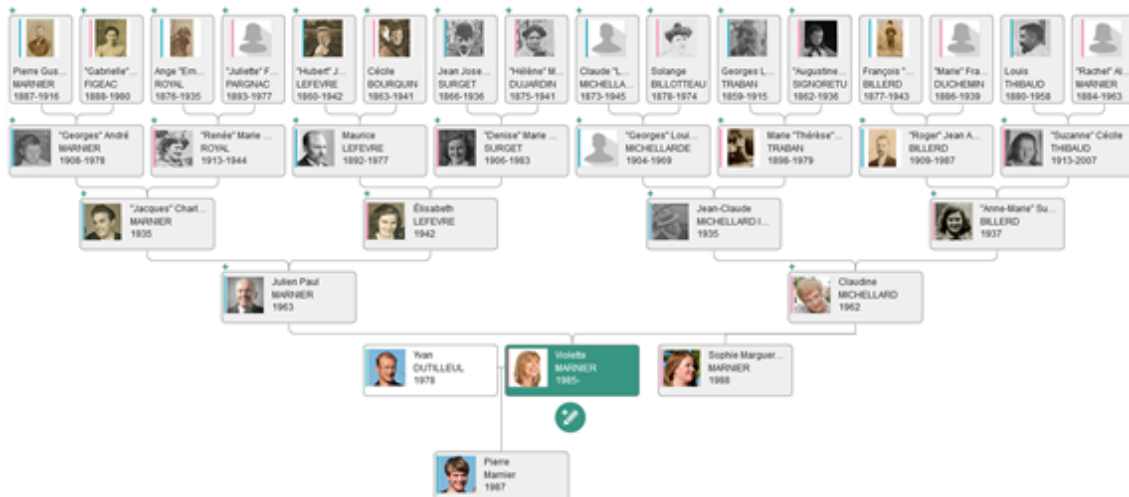 Pierre Gus...
MARNIER
1887-1916
"Gabrielle"...
FIGEAC
1888-1980
Ange "Em...
ROYAL
1876-1935
"Juliette" F...
PARGNAC
1893-1977
"Hubert" J...
LEFEVRE
1860-1942
Cécile
BOURQUIN
1863-1941
Jean Jose...
SURGET
1866-1936
"Hélène" M...
DUJARDIN
1875-1941
Claude "L...
MICHELLA...
1873-1945
Solange
BILLOTTEAU
1878-1974
Georges L...
TRABAN
1859-1915
"Augustine...
SIGNORETU
1862-1936
François "...
BILLERD
1877-1943
"Marie" Fra...
DUCHEMIN
1886-1939
Louis
THIBAUD
1880-1958
"Rachel" Al...
MARNIER
1884-1963
"Georges" André
MARNIER
1908-1978
"Renée" Marie ...
ROYAL
1913-1944
Maurice
LEFEVRE
1892-1977
"Denise" Marie ...
SURGET
1906-1983
"Georges" Loui...
MICHELLARDE
1904-1969
Marie "Thérèse"...
TRABAN
1898-1979
"Roger" Jean A...
BILLERD
1909-1987
"Suzanne" Cécile
THIBAUD
1913-2007
"Jacques" Charl...
MARNIER
1935
Élisabeth
LEFEVRE
1942
Jean-Claude
MICHELLARD I...
1935
"Anne-Marie" Su...
BILLERD
1937
Julien Paul
MARNIER
1963
Claudine
MICHELLARD
1962
Yvan
DUTILLEUL
1978
Violette
MARNIER
1985-
Sophie Marguer...
MARNIER
1988
Pierre
Marnier
1987